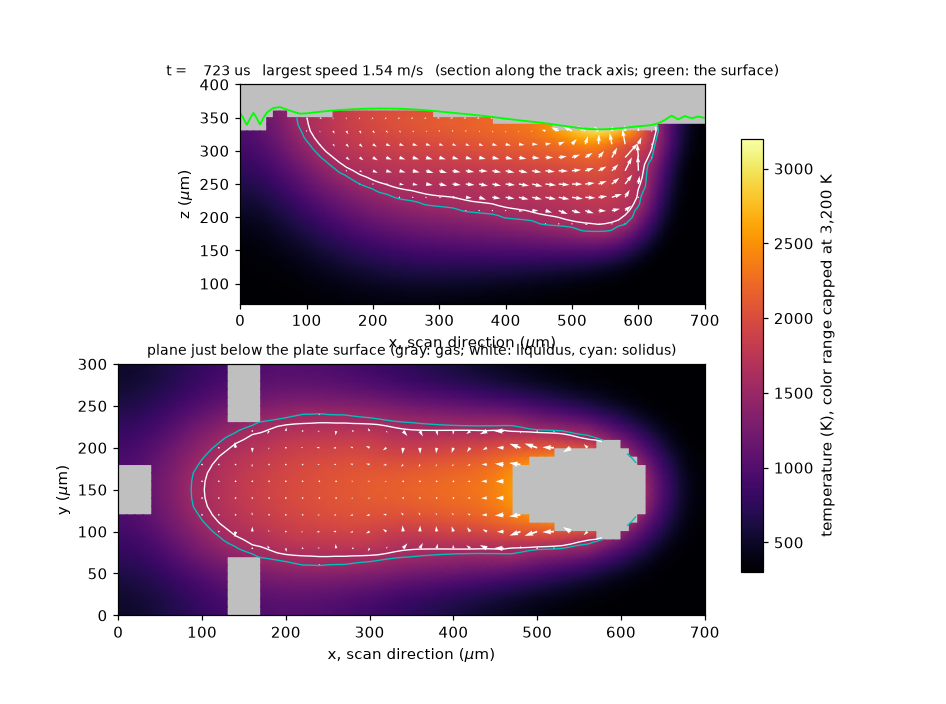 t =    723 us   largest speed 1.54 m/s   (section along the track axis; green: the surface)
400
350
300
250
200
150
100
z (μm)
0 100 200 300 400 500 600 700
x, scan direction (μm)
plane just below the plate surface (gray: gas; white: liquidus, cyan: solidus)
300
250
200
150
100
50
0
y (μm)
0 100 200 300 400 500 600 700
x, scan direction (μm)
3000
2500
2000
1500
1000
500
temperature (K), color range capped at 3,200 K